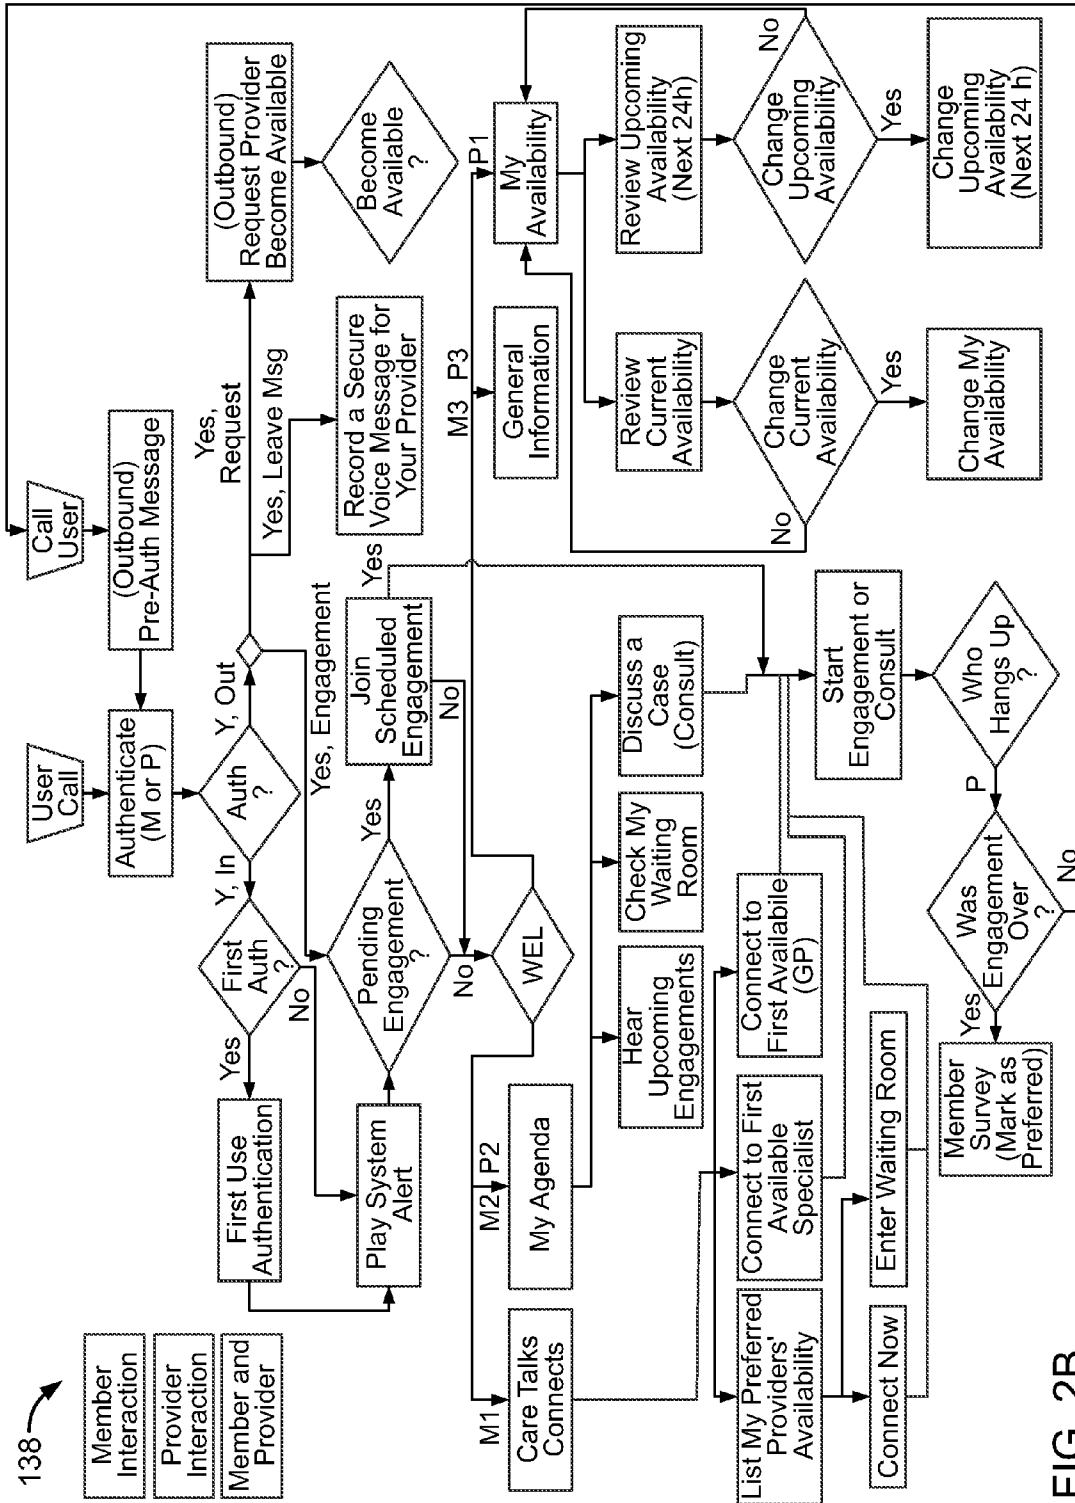 138
Member
Interaction
Provider
Interaction
Member and
Provider
User
Call
Call
User
Authenticate
(M or P)
(Outbound)
Pre-Auth Message
First
Auth
?
Y, In
Auth
?
Y, Out
Yes,
Request
(Outbound)
Request Provider
Become Available
Yes
No
First Use
Authentication
Yes, Engagement
Yes, Leave Msg
Record a Secure
Voice Message for
Your Provider
Become
Available
?
Play System
Alert
Pending
Engagement
?
Yes
Join
Scheduled
Engagement
Yes
No
No
M1
M2
P2
WEL
M3
P3
P1
Care Talks
Connects
My Agenda
General
Information
My
Availability
Hear
Upcoming
Engagements
Check My
Waiting
Room
Discuss a
Case
(Consult)
Review
Current
Availability
Review Upcoming
Availability
(Next 24h)
List My Preferred
Providers'
Availability
Connect to First
Available
Specialist
Connect to
First Availabile
(GP)
No
Change
Current
Availability
No
Change
Upcoming
Availability
Start
Engagement or
Consult
Yes
Yes
Connect Now
Enter Waiting Room
Yes
Was
Engagement
Over
?
P
Who
Hangs Up
?
Change My
Availability
Change
Upcoming
Availability
(Next 24 h)
Member
Survey
(Mark as
Preferred)
No
FIG. 2B